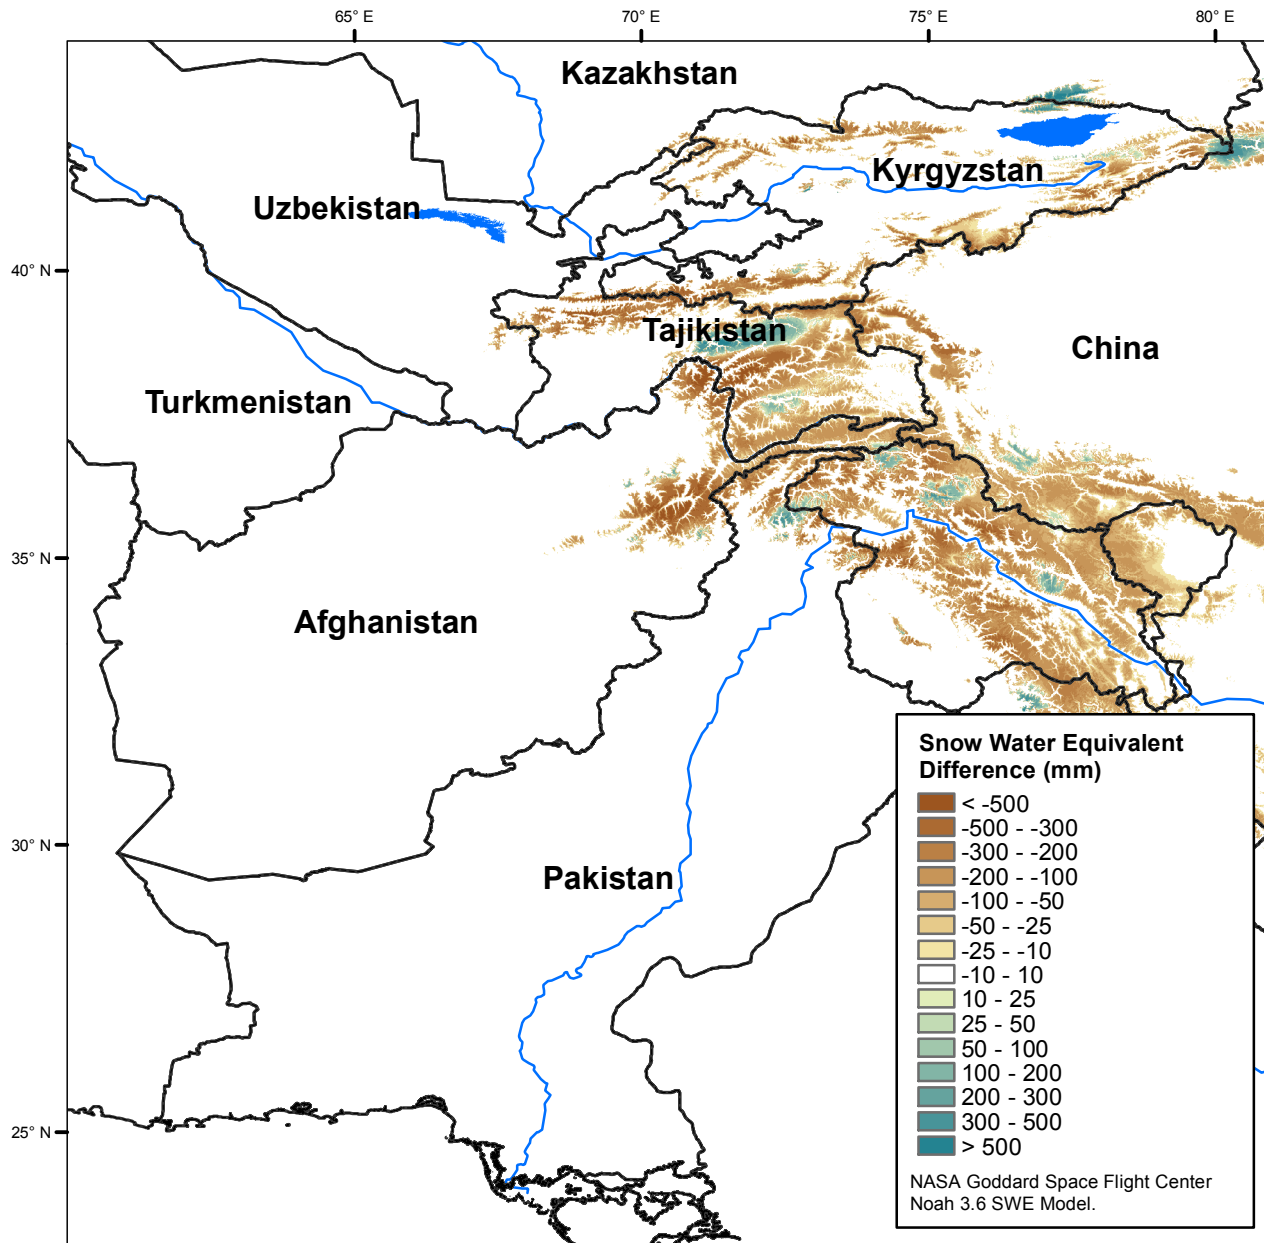 65° E
70° E
75° E
80° E
Kazakhstan
Kyrgyzstan
Uzbekistan
40° N
Tajikistan
China
Turkmenistan
35° N
Afghanistan
Snow Water Equivalent
Difference (mm)
< -500
-500 - -300
-300 - -200
-200 - -100
-100 - -50
-50 - -25
-25 - -10
-10 - 10
10 - 25
25 - 50
50 - 100
100 - 200
200 - 300
300 - 500
> 500
NASA Goddard Space Flight Center
Noah 3.6 SWE Model.
30° N
Pakistan
25° N